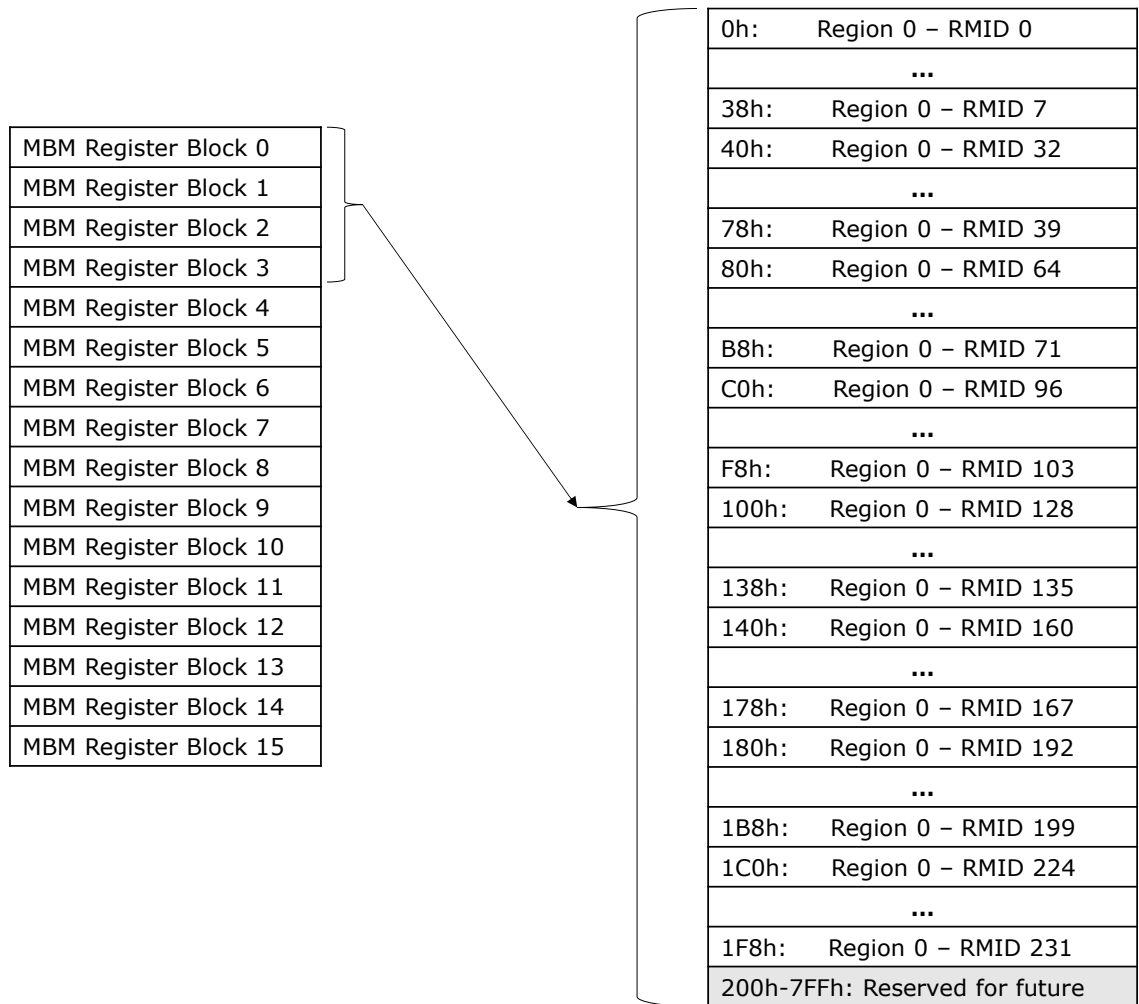 MBM Register Block 0
MBM Register Block 1
MBM Register Block 2
MBM Register Block 3
MBM Register Block 4
MBM Register Block 5
MBM Register Block 6
MBM Register Block 7
MBM Register Block 8
MBM Register Block 9
MBM Register Block 10
MBM Register Block 11
MBM Register Block 12
MBM Register Block 13
MBM Register Block 14
MBM Register Block 15
0h: Region 0 – RMID 0
...
38h: Region 0 – RMID 7
40h: Region 0 – RMID 32
...
78h: Region 0 – RMID 39
80h: Region 0 – RMID 64
...
B8h: Region 0 – RMID 71
C0h: Region 0 – RMID 96
...
F8h: Region 0 – RMID 103
100h: Region 0 – RMID 128
...
138h: Region 0 – RMID 135
140h: Region 0 – RMID 160
...
178h: Region 0 – RMID 167
180h: Region 0 – RMID 192
...
1B8h: Region 0 – RMID 199
1C0h: Region 0 – RMID 224
...
1F8h: Region 0 – RMID 231
200h-7FFh: Reserved for future